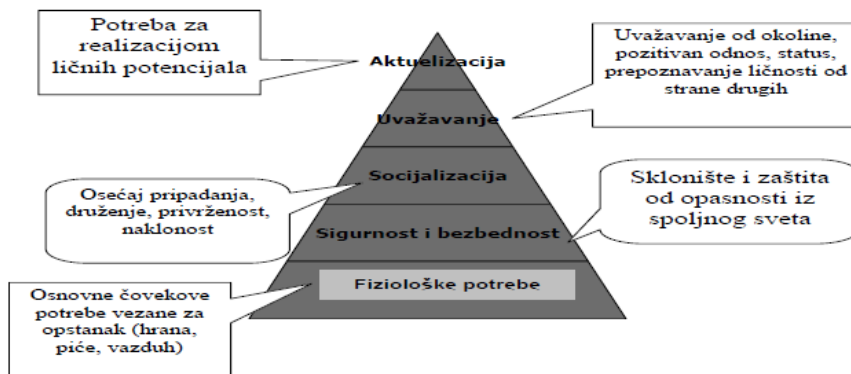 Potreba za
realizacijom
ličnih potencijala
Aktuelizacija
Uvažavanje od okoline,
pozitivan odnos, status,
prepoznavanje ličnosti od
strane drugih
Uvažavanje
Osećaj pripadanja,
druženje, privrženost,
naklonost
Socijalizacija
Sklonište i zaštita
od opasnosti iz
spoljnog sveta
Sigurnost i bezbednost
Osnovne čovekove
potrebe vezane za
opstanak (hrana,
piće, vazduh)
Fiziološke potrebe